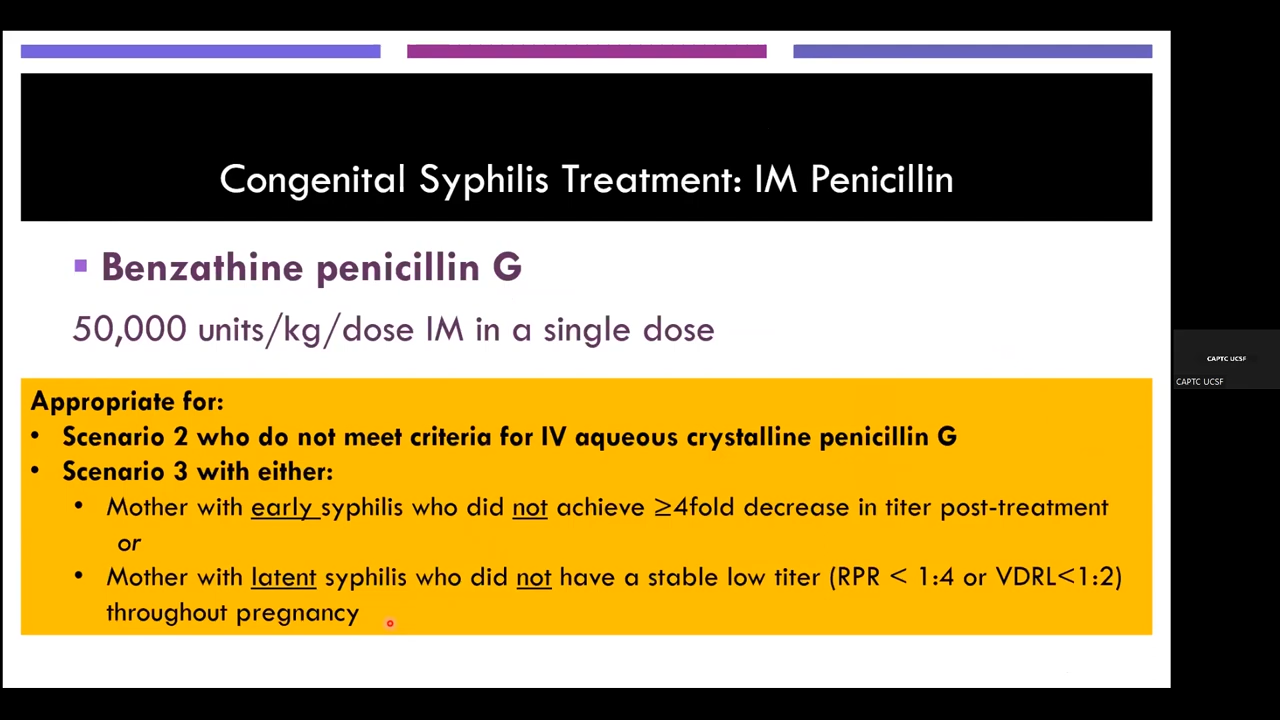 Congenital Syphilis Treatment: IM Penicillin
▪ Benzathine penicillin G
50,000 units/kg/dose IM in a single dose
Appropriate for:
• Scenario 2 who do not meet criteria for IV aqueous crystalline penicillin G
• Scenario 3 with either:
• Mother with early syphilis who did not achieve ≥4fold decrease in titer post-treatment
or
• Mother with latent syphilis who did not have a stable low titer (RPR < 1:4 or VDRL<1:2)
throughout pregnancy
CAPTC UCSF
CAPTC UCSF